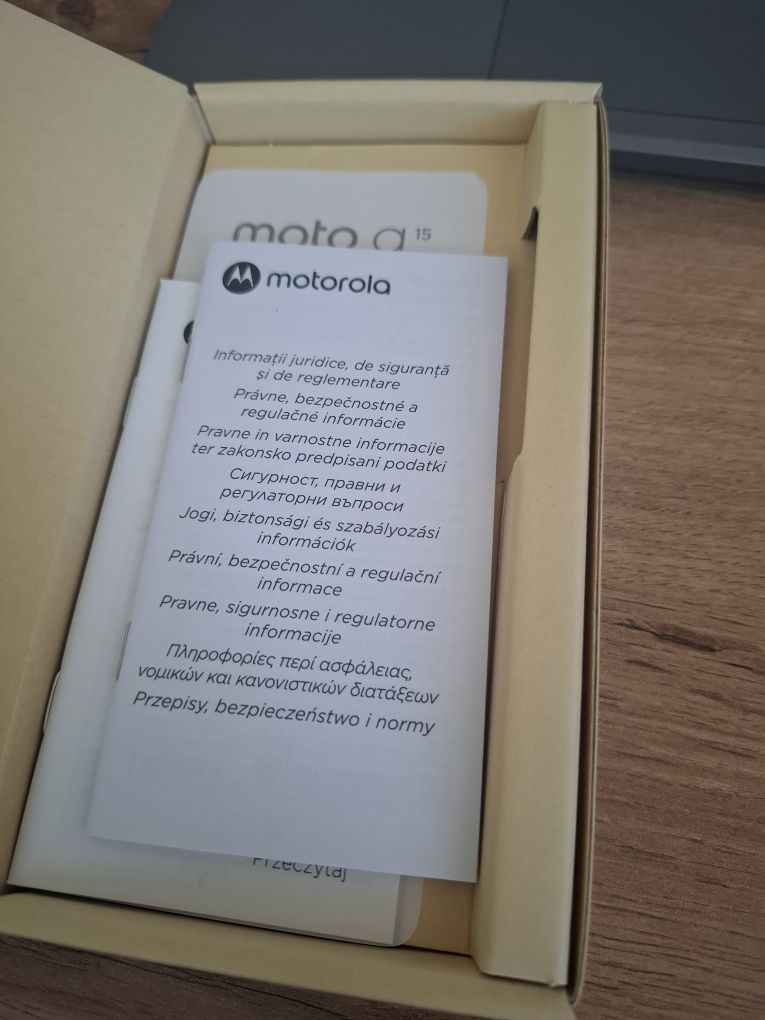 moto g 15
motorola
Informații juridice, de siguranță
și de reglementare
Právne, bezpečnostné a
regulačné informácie
Pravne in varnostne informacije
ter zakonsko predpisani podatki
Сигурност, правни и
регулаторни въпроси
Jogi, biztonsági és szabályozási
információk
Právní, bezpečnostní a regulační
informace
Pravne, sigurnosne i regulatorne
informacije
Πληροφορίες περί ασφάλειας,
νομικών και κανονιστικών διατάξεων
Przepisy, bezpieczeństwo i normy
Przeczytaj